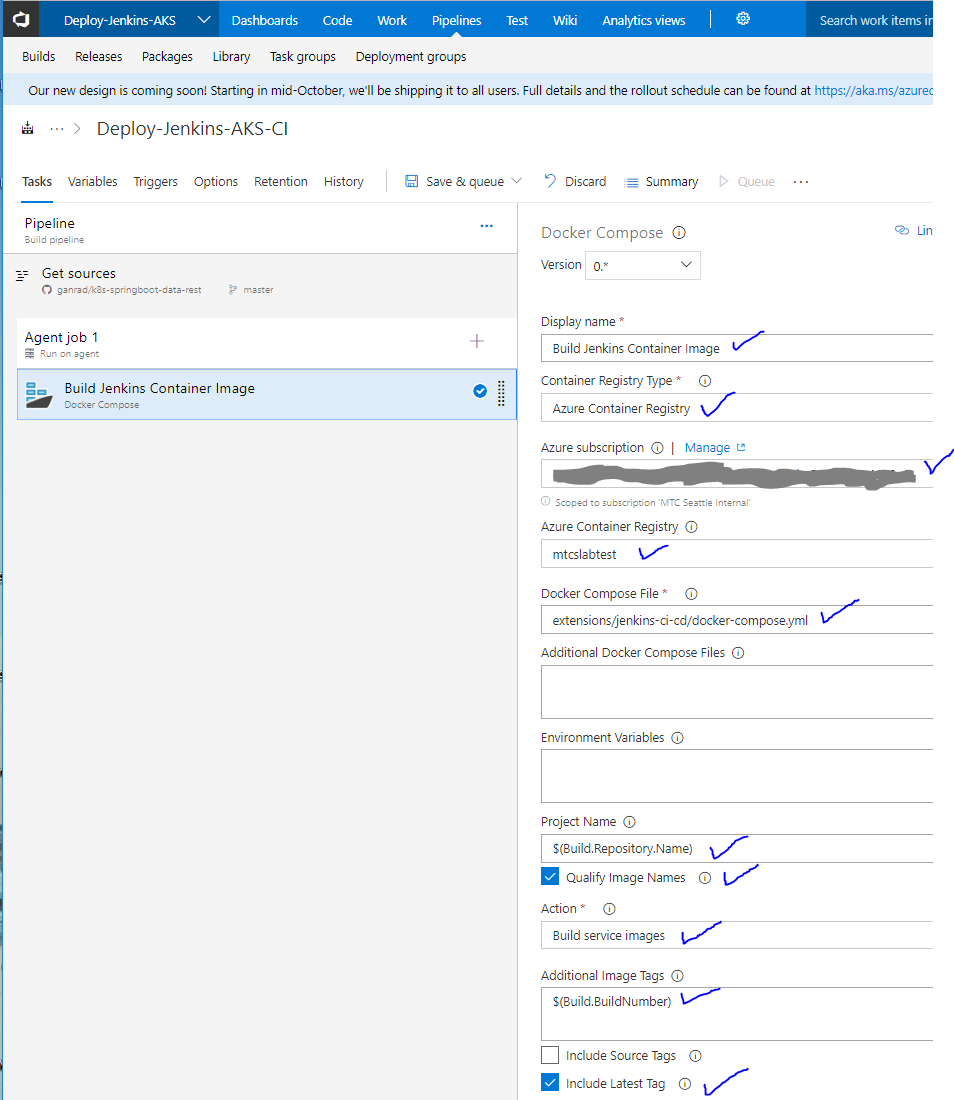 Deploy-Jenkins-AKS Dashboards Code Work Pipelines Test Wiki Analytics views Search work items in
Builds Releases Packages Library Task groups Deployment groups
Our new design is coming soon! Starting in mid-October, we'll be shipping it to all users. Full details and the rollout schedule can be found at https://aka.ms/azured
... > Deploy-Jenkins-AKS-CI
Tasks Variables Triggers Options Retention History Save & queue Discard Summary Queue ...
Pipeline ...
Build pipeline
Get sources
ganrad/k8s-springboot-data-rest master
Agent job 1
Run on agent
Build Jenkins Container Image
Docker Compose
Docker Compose Lin
Version 0.*
Display name *
Build Jenkins Container Image
Container Registry Type *
Azure Container Registry
Azure subscription | Manage
Scoped to subscription 'MTC Seattle Internal'
Azure Container Registry
mtcslabtest
Docker Compose File *
extensions/jenkins-ci-cd/docker-compose.yml
Additional Docker Compose Files
Environment Variables
Project Name
$(Build.Repository.Name)
Qualify Image Names
Action *
Build service images
Additional Image Tags
$(Build.BuildNumber)
Include Source Tags
Include Latest Tag